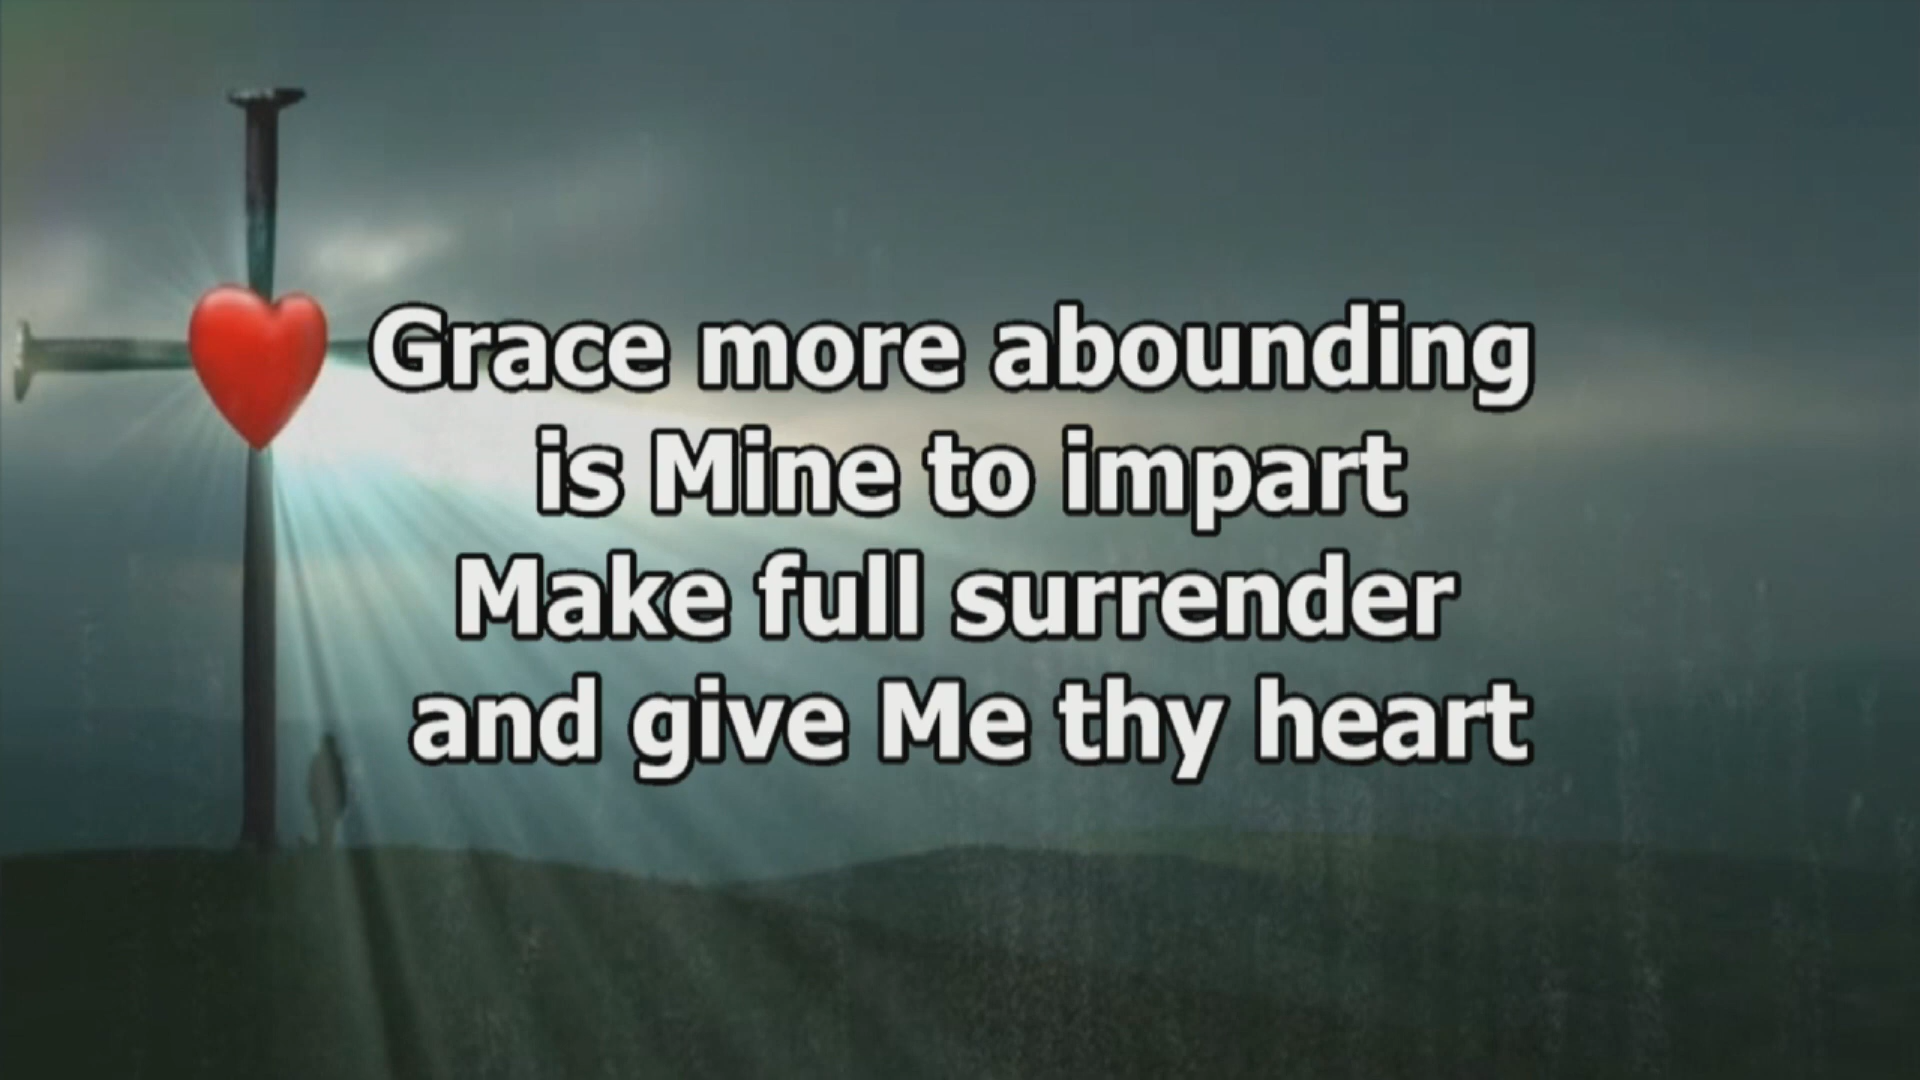 Grace more abounding
is Mine to impart
Make full surrender
and give Me thy heart